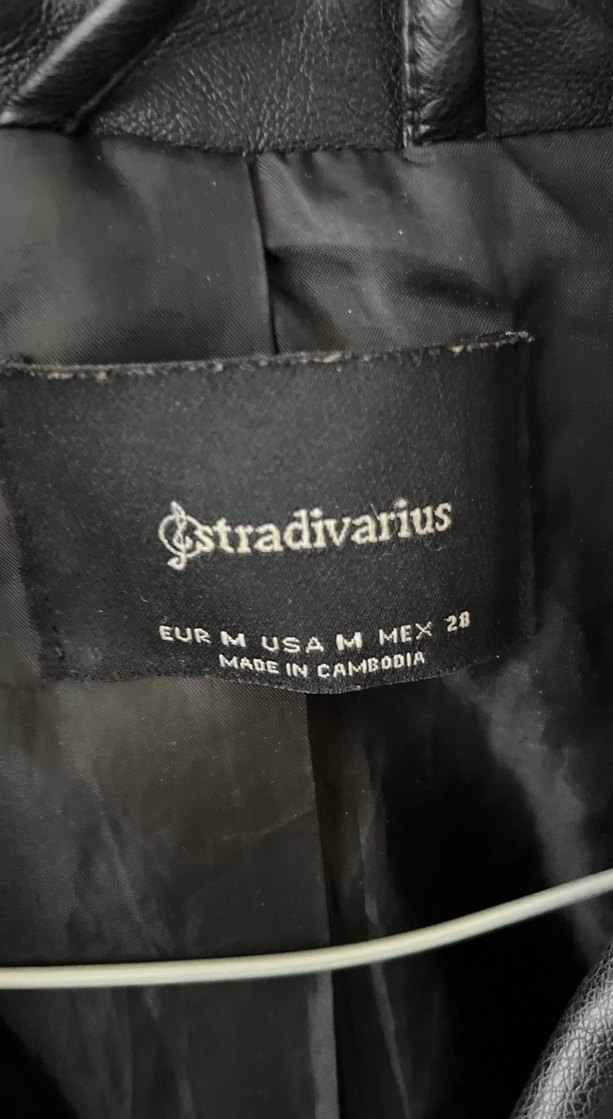 stradivarius
EUR M USA M MEX 28
MADE IN CAMBODIA